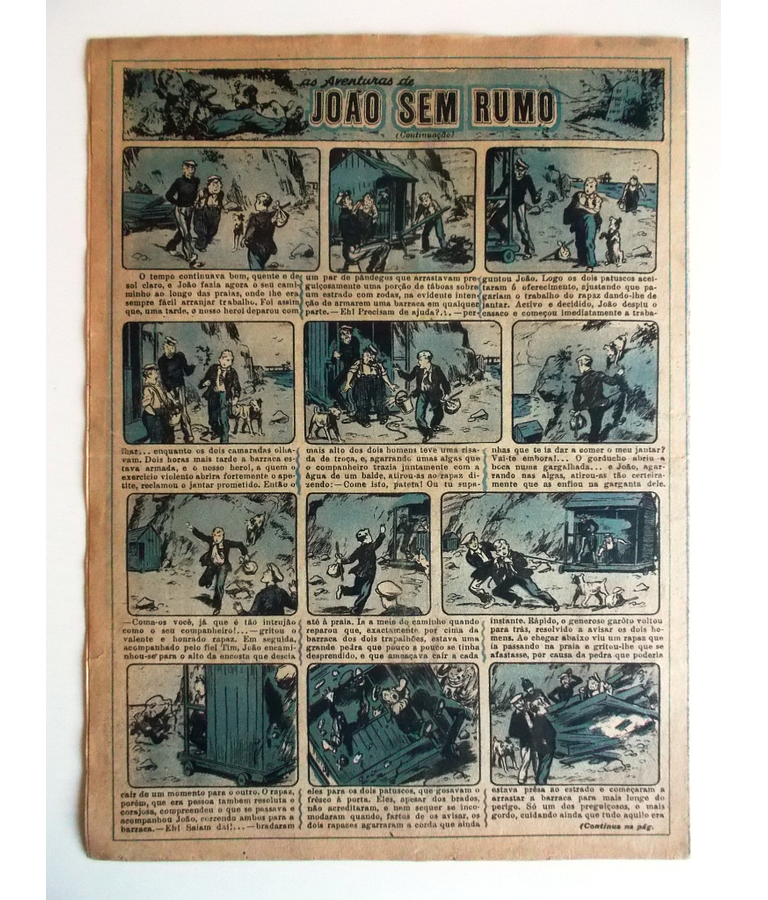 as Aventuras de
JOÃO SEM RUMO
(Continuação)
O tempo continuava bom, quente e de
sol claro, e João fazia agora o seu cami-
minho ao longo das praias, onde lhe era
sempre fácil arranjar trabalho. Foi assim
que, uma tarde, o nosso heroi deparou com
um par de pândegos que arrastavam pre-
guiçosamente uma porção de tábuas sobre
um estrado com rodas, na evidente inten-
ção de armarem uma barraca em qualquer
parte. — Eh! Precisam de ajuda?... — per-
guntou João. Logo os dois patuscos acei-
taram o oferecimento, ajustando que pa-
gariam o trabalho do rapaz dando-lhe de
jantar. Activo e decidido, João despiu o
casaco e começou imediatamente a traba-
lhar... enquanto os dois camaradas olha-
vam. Dois horas mais tarde a barraca es-
tava armada, e o nosso heroi, a quem o
exercício violento abrira fortemente o ape-
tite, reclamou o jantar prometido. Então o
mais alto dos dois homens teve uma risa-
da de troça, e, agarrando umas algas que
o companheiro trazia juntamente com a
água de um balde, atirou-as ao rapaz di-
zendo: — Come isto, pateta! Ou tu supu-
nhas que te ia dar a comer o meu jantar?
Vai-te embora!... O gorducho abriu a
boca numa gargalhada... e João, agar-
rando nas algas, atirou-as tão certeira-
mente que as enfiou na garganta dele.
— Coma-os você, já que é tão intrujão
como o seu companheiro!... — gritou o
valente e honrado rapaz. Em seguida,
acompanhado pelo fiel Tim, João encami-
nhou-se para o alto da encosta que descia
até à praia. Ia a meio do caminho quando
reparou que, exactamente por cima da
barraca dos dois trapalhões, estava uma
grande pedra que pouco a pouco se tinha
desprendido, e que ameaçava cair a cada
instante. Rápido, o generoso garôto voltou
para trás, resolvido a avisar os dois ho-
mens. Ao chegar abaixo viu um rapaz que
ia passando na praia e gritou-lhe que se
afastasse, por causa da pedra que poderia
cair de um momento para o outro. O rapaz,
porém, que era pessoa tambem resoluta e
corajosa, compreendeu o que se passava e
acompanhou João, correndo ambos para a
barraca. — Eh! Saiam daí!... — bradaram
eles para os dois patuscos, que gosavam o
frêsco à porta. Eles, apesar dos brados,
não acreditaram, e nem sequer se inco-
modaram quando, fartos de os avisar, os
dois rapazes agarraram a corda que ainda
estava prêsa ao estrado e começaram a
arrastar a barraca para mais longe do
perigo. Só um dos preguiçosos, o mais
gordo, cuidando ainda que tudo aquilo era
(Continua na pág.